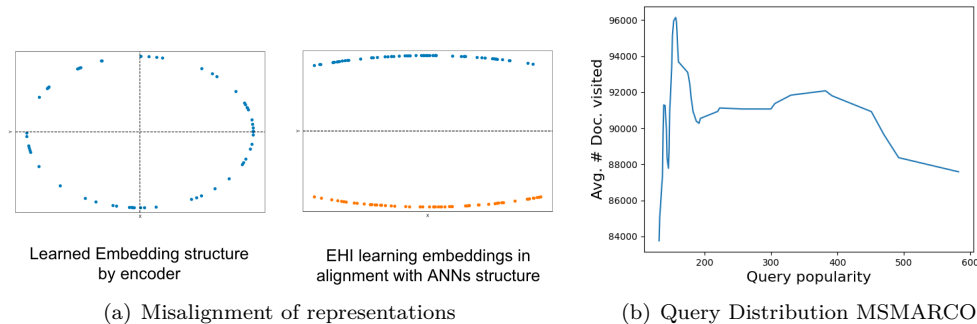 Y
X
Learned Embedding structure
by encoder
Y
X
EHI learning embeddings in
alignment with ANNs structure
(a) Misalignment of representations
Avg. # Doc. visited
96000
94000
92000
90000
88000
86000
84000
200
300
400
500
600
Query popularity
(b) Query Distribution MSMARCO